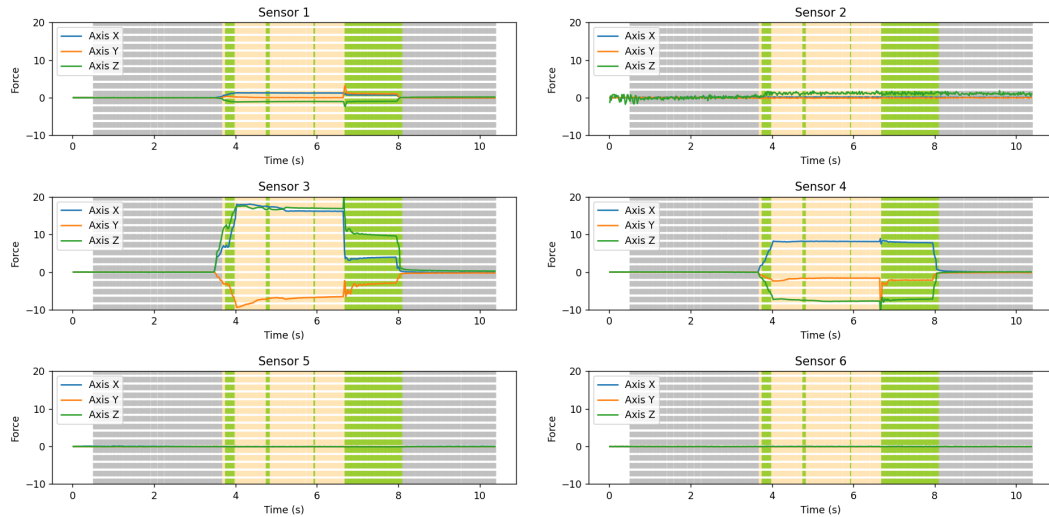 Sensor 1
20
10
0
−10
Force
Axis X
Axis Y
Axis Z
0
2
4
6
8
10
Time (s)
Sensor 2
20
10
0
−10
Force
Axis X
Axis Y
Axis Z
0
2
4
6
8
10
Time (s)
Sensor 3
20
10
0
−10
Force
Axis X
Axis Y
Axis Z
0
2
4
6
8
10
Time (s)
Sensor 4
20
10
0
−10
Force
Axis X
Axis Y
Axis Z
0
2
4
6
8
10
Time (s)
Sensor 5
20
10
0
−10
Force
Axis X
Axis Y
Axis Z
0
2
4
6
8
10
Time (s)
Sensor 6
20
10
0
−10
Force
Axis X
Axis Y
Axis Z
0
2
4
6
8
10
Time (s)